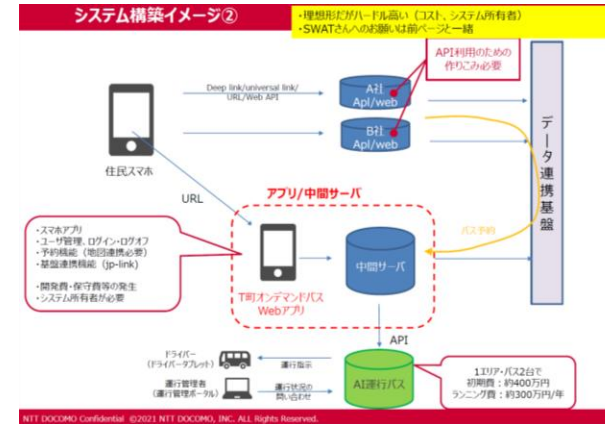 システム構築イメージ②
・理想形だがハードル高い（コスト、システム所有者）
・SWATさんへのお願いは前ページと一緒
API利用のための
作りこみ必要
Deep link/universal link/
URL/Web API
A社
Apl/web
B社
Apl/web
データ連携基盤
住民スマホ
URL
アプリ/中間サーバ
バス予約
・スマホアプリ
・ユーザ管理、ログイン・ログオフ
・予約機能（地図連携必要）
・基盤連携機能（jp-link）
・開発費・保守費等の発生
・システム所有者が必要
中間サーバ
T町オンデマンドバス
Webアプリ
API
ドライバー
（ドライバータブレット）
運行指示
運行管理者
（運行管理ポータル）
運行状況の
問い合わせ
AI運行バス
1エリア・バス2台で
初期費：約400万円
ランニング費：約300万円/年
NTT DOCOMO Confidential ©2021 NTT DOCOMO, INC. ALL Rights Reserved.